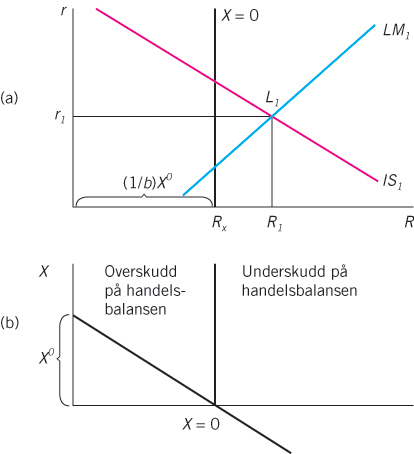 r
X = 0
LM₁
(a)
L₁
r₁
(1/b)X⁰
IS₁
Rₓ
R₁
R
X
Overskudd
på handels-
balansen
Underskudd på
handelsbalansen
(b)
X⁰
X = 0